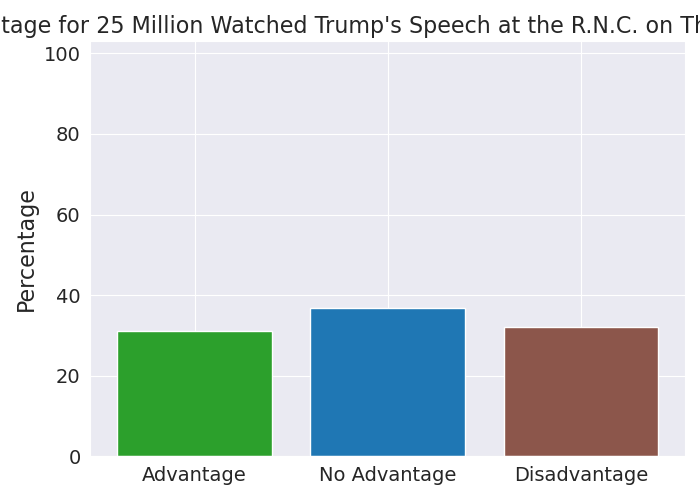 tage for 25 Million Watched Trump's Speech at the R.N.C. on Th
100
80
60
40
20
0
Percentage
Advantage No Advantage Disadvantage